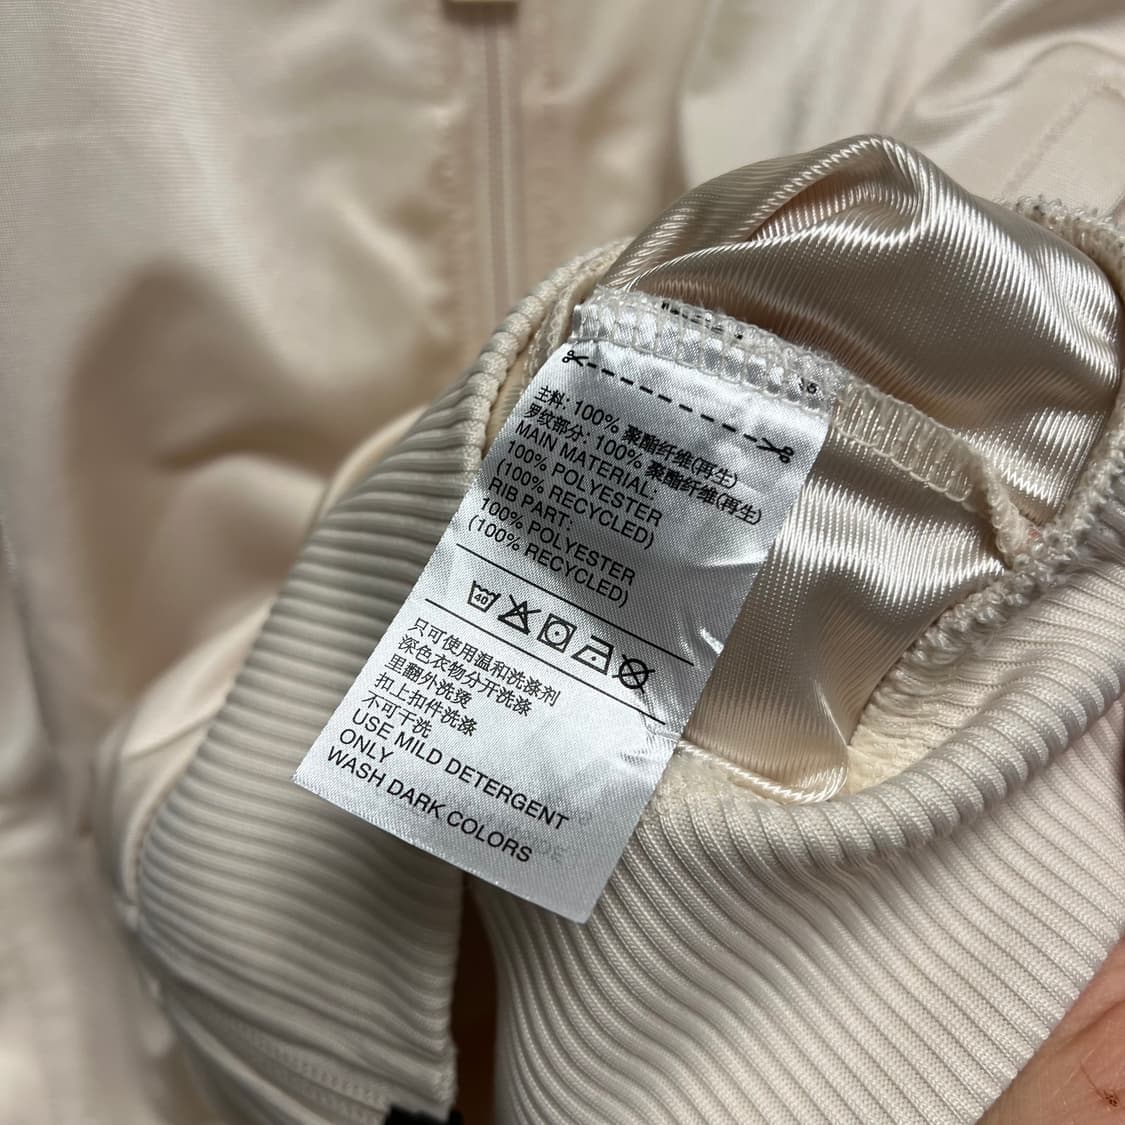 主料: 100% 聚酯纤维(再生)
罗纹部分: 100% 聚酯纤维(再生)
MAIN MATERIAL:
100% POLYESTER
(100% RECYCLED)
RIB PART:
100% POLYESTER
(100% RECYCLED)
40
只可使用温和洗涤剂
深色衣物分开洗涤
里翻外洗烫
扣上扣件洗涤
不可干洗
USE MILD DETERGENT
ONLY
WASH DARK COLORS